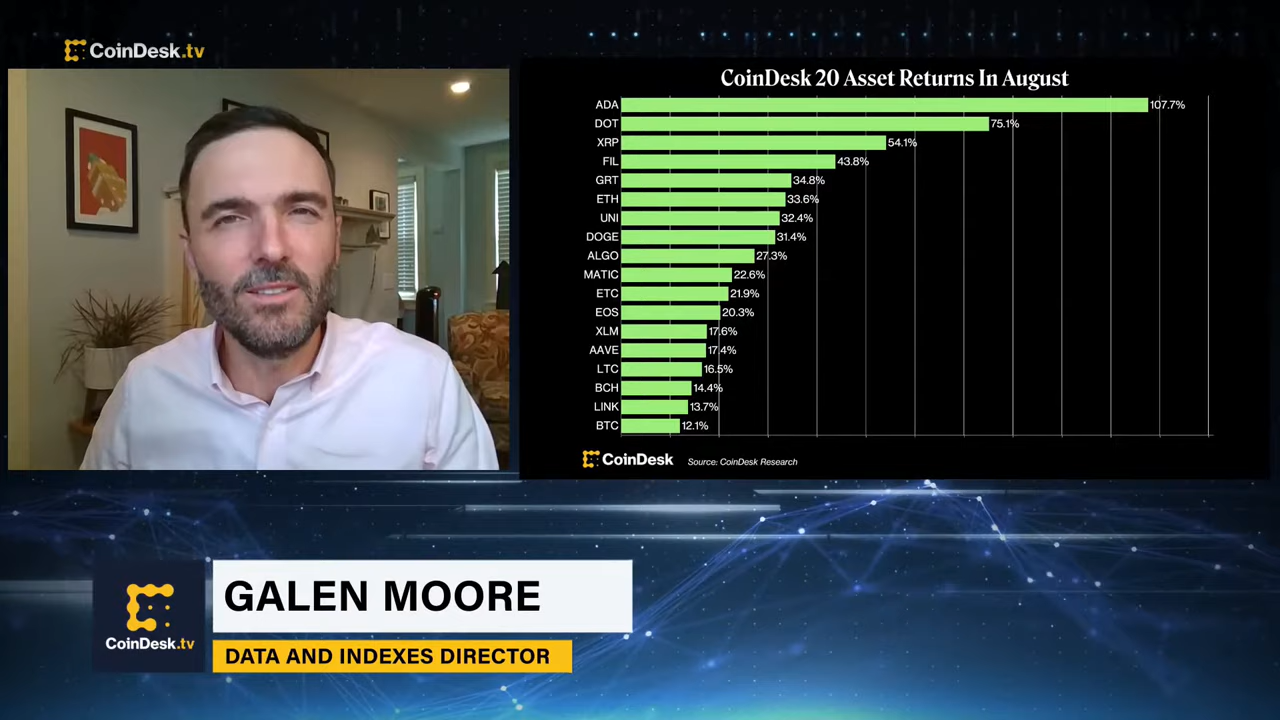 CoinDesk.tv
CoinDesk 20 Asset Returns In August
ADA 107.7%
DOT 75.1%
XRP 54.1%
FIL 43.8%
GRT 34.8%
ETH 33.6%
UNI 32.4%
DOGE 31.4%
ALGO 27.3%
MATIC 22.6%
ETC 21.9%
EOS 20.3%
XLM 17.6%
AAVE 17.4%
LTC 16.5%
BCH 14.4%
LINK 13.7%
BTC 12.1%
CoinDesk Source: CoinDesk Research
GALEN MOORE
CoinDesk.tv
DATA AND INDEXES DIRECTOR